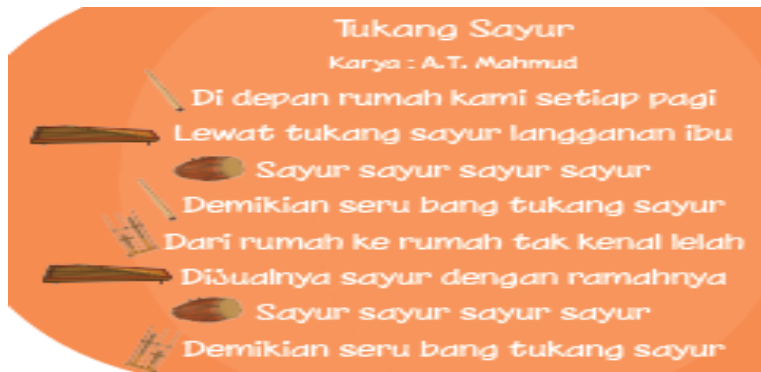 Tukang Sayur
Karya : A.T. Mahmud
Di depan rumah kami setiap pagi
Lewat tukang sayur langganan ibu
Sayur sayur sayur sayur
Demikian seru bang tukang sayur
Dari rumah ke rumah tak kenal lelah
Dijualnya sayur dengan ramahnya
Sayur sayur sayur sayur
Demikian seru bang tukang sayur